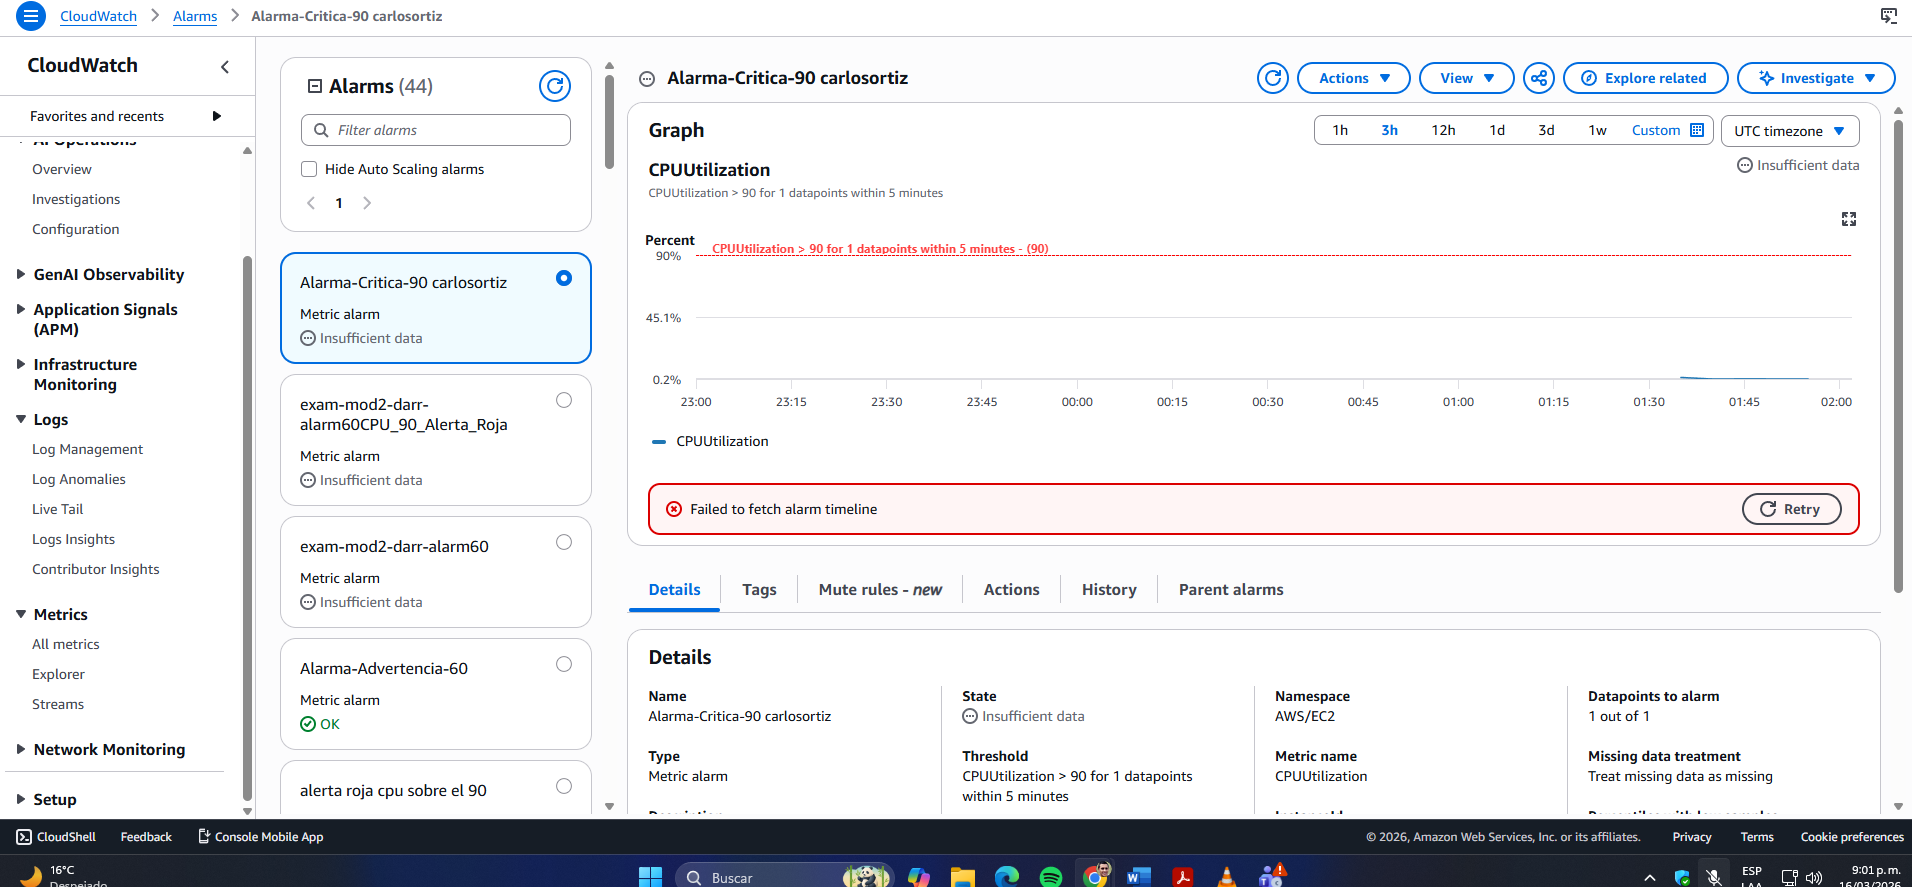 CloudWatch > Alarms > Alarma-Critica-90 carlosortiz
CloudWatch
Favorites and recents
AI Operations
Overview
Investigations
Configuration
GenAI Observability
Application Signals
(APM)
Infrastructure
Monitoring
Logs
Log Management
Log Anomalies
Live Tail
Logs Insights
Contributor Insights
Metrics
All metrics
Explorer
Streams
Network Monitoring
Setup
Alarms (44)
Filter alarms
Hide Auto Scaling alarms
1
Alarma-Critica-90 carlosortiz
Metric alarm
Insufficient data
exam-mod2-darr-
alarm60CPU_90_Alerta_Roja
Metric alarm
Insufficient data
exam-mod2-darr-alarm60
Metric alarm
Insufficient data
Alarma-Advertencia-60
Metric alarm
OK
alerta roja cpu sobre el 90
Alarma-Critica-90 carlosortiz
Actions
View
Explore related
Investigate
Graph
1h 3h 12h 1d 3d 1w Custom
UTC timezone
CPUUtilization
Insufficient data
CPUUtilization > 90 for 1 datapoints within 5 minutes
Percent
CPUUtilization > 90 for 1 datapoints within 5 minutes - (90)
90%
45.1%
0.2%
23:00 23:15 23:30 23:45 00:00 00:15 00:30 00:45 01:00 01:15 01:30 01:45 02:00
CPUUtilization
Failed to fetch alarm timeline
Retry
Details
Tags
Mute rules - new
Actions
History
Parent alarms
Details
Name
Alarma-Critica-90 carlosortiz
Type
Metric alarm
Description
State
Insufficient data
Threshold
CPUUtilization > 90 for 1 datapoints
within 5 minutes
Namespace
AWS/EC2
Metric name
CPUUtilization
Datapoints to alarm
1 out of 1
Missing data treatment
Treat missing data as missing
CloudShell
Feedback
Console Mobile App
© 2026, Amazon Web Services, Inc. or its affiliates.
Privacy
Terms
Cookie preferences
16°C
Despejado
Buscar
ESP
LAA
9:01 p. m.
16/03/2026